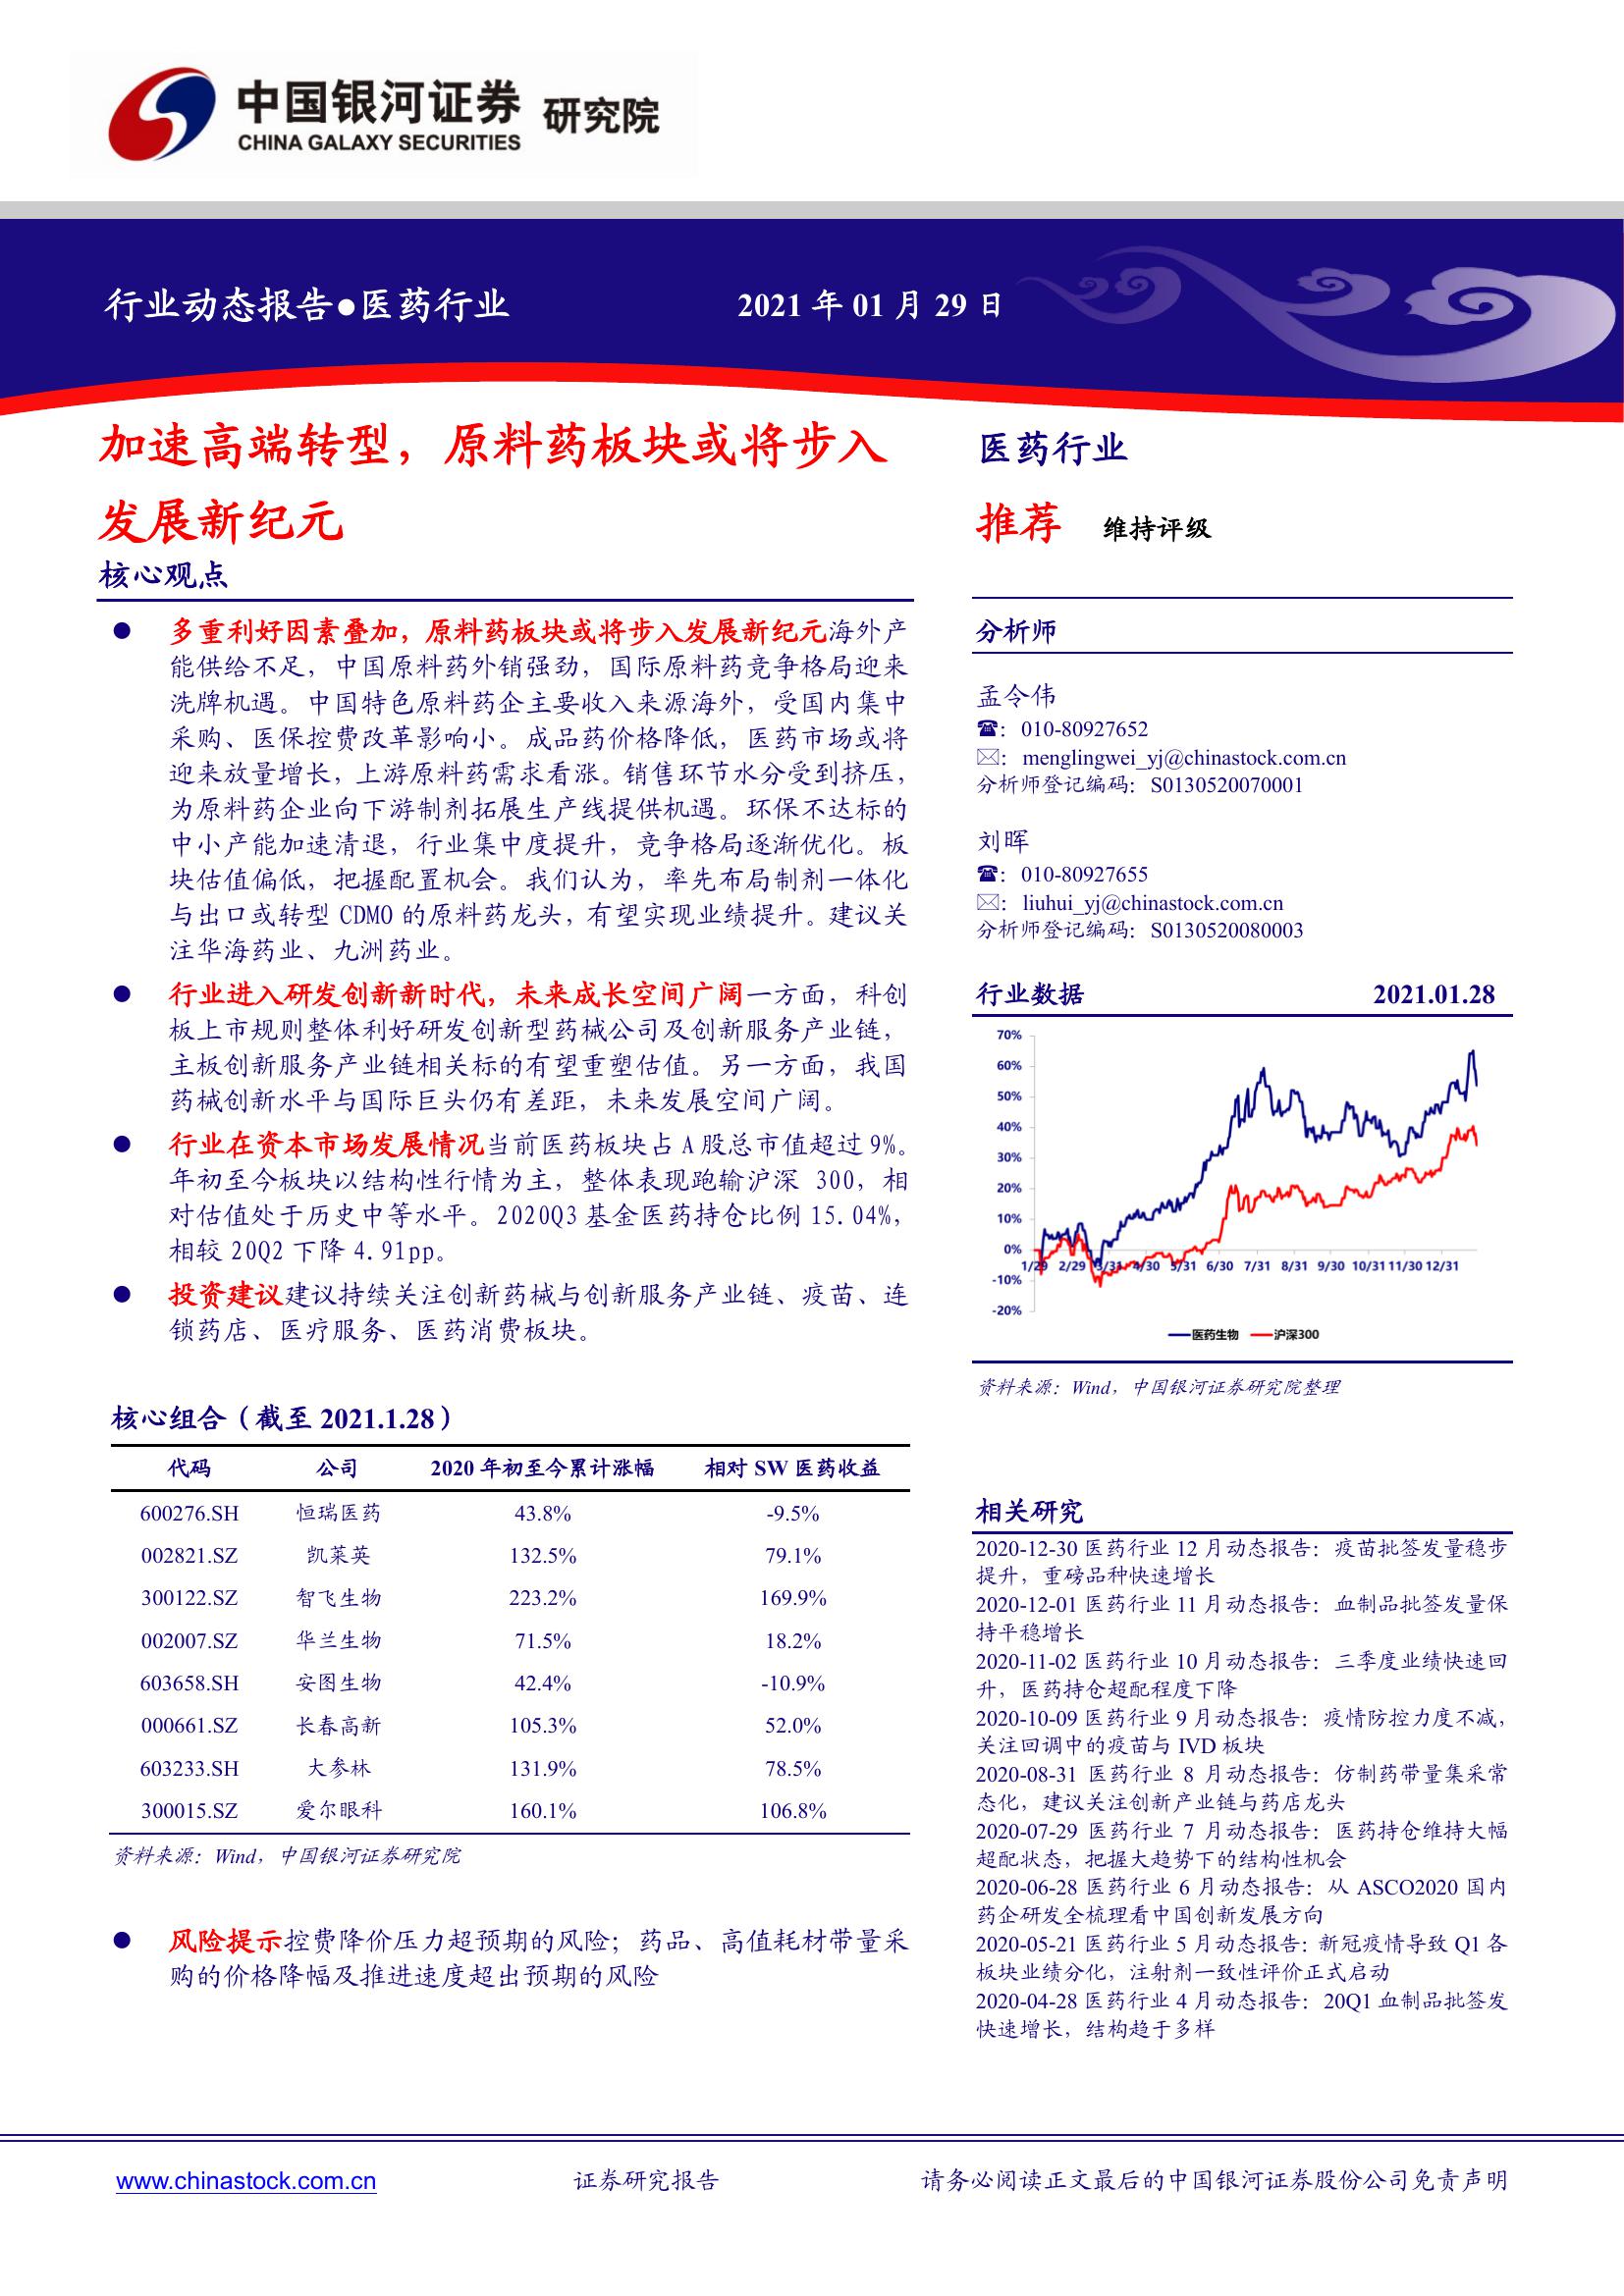 中国银河证券 研究院
CHINA GALAXY SECURITIES
行业动态报告●医药行业
2021 年 01 月 29 日
加速高端转型，原料药板块或将步入
发展新纪元
核心观点
● 多重利好因素叠加，原料药板块或将步入发展新纪元海外产
能供给不足，中国原料药外销强劲，国际原料药竞争格局迎来
洗牌机遇。中国特色原料药企主要收入来源海外，受国内集中
采购、医保控费改革影响小。成品药价格降低，医药市场或将
迎来放量增长，上游原料药需求看涨。销售环节水分受到挤压，
为原料药企业向下游制剂拓展生产线提供机遇。环保不达标的
中小产能加速清退，行业集中度提升，竞争格局逐渐优化。板
块估值偏低，把握配置机会。我们认为，率先布局制剂一体化
与出口或转型 CDMO 的原料药龙头，有望实现业绩提升。建议关
注华海药业、九洲药业。
● 行业进入研发创新新时代，未来成长空间广阔一方面，科创
板上市规则整体利好研发创新型药械公司及创新服务产业链，
主板创新服务产业链相关标的有望重塑估值。另一方面，我国
药械创新水平与国际巨头仍有差距，未来发展空间广阔。
● 行业在资本市场发展情况当前医药板块占 A 股总市值超过 9%。
年初至今板块以结构性行情为主，整体表现跑输沪深 300，相
对估值处于历史中等水平。2020Q3 基金医药持仓比例 15.04%，
相较 20Q2 下降 4.91pp。
● 投资建议建议持续关注创新药械与创新服务产业链、疫苗、连
锁药店、医疗服务、医药消费板块。
核心组合（截至 2021.1.28）
代码 公司 2020 年初至今累计涨幅 相对 SW 医药收益
600276.SH 恒瑞医药 43.8% -9.5%
002821.SZ 凯莱英 132.5% 79.1%
300122.SZ 智飞生物 223.2% 169.9%
002007.SZ 华兰生物 71.5% 18.2%
603658.SH 安图生物 42.4% -10.9%
000661.SZ 长春高新 105.3% 52.0%
603233.SH 大参林 131.9% 78.5%
300015.SZ 爱尔眼科 160.1% 106.8%
资料来源：Wind，中国银河证券研究院
● 风险提示控费降价压力超预期的风险；药品、高值耗材带量采
购的价格降幅及推进速度超出预期的风险
医药行业
推荐 维持评级
分析师
孟令伟
☎：010-80927652
✉：menglingwei_yj@chinastock.com.cn
分析师登记编码：S0130520070001
刘晖
☎：010-80927655
✉：liuhui_yj@chinastock.com.cn
分析师登记编码：S0130520080003
行业数据 2021.01.28
70%
60%
50%
40%
30%
20%
10%
0%
1/29 2/29 3/31 4/30 5/31 6/30 7/31 8/31 9/30 10/31 11/30 12/31
-10%
-20%
医药生物 沪深300
资料来源：Wind，中国银河证券研究院整理
相关研究
2020-12-30 医药行业 12 月动态报告：疫苗批签发量稳步
提升，重磅品种快速增长
2020-12-01 医药行业 11 月动态报告：血制品批签发量保
持平稳增长
2020-11-02 医药行业 10 月动态报告：三季度业绩快速回
升，医药持仓超配程度下降
2020-10-09 医药行业 9 月动态报告：疫情防控力度不减，
关注回调中的疫苗与 IVD 板块
2020-08-31 医药行业 8 月动态报告：仿制药带量集采常
态化，建议关注创新产业链与药店龙头
2020-07-29 医药行业 7 月动态报告：医药持仓维持大幅
超配状态，把握大趋势下的结构性机会
2020-06-28 医药行业 6 月动态报告：从 ASCO2020 国内
药企研发全梳理看中国创新发展方向
2020-05-21 医药行业 5 月动态报告：新冠疫情导致 Q1 各
板块业绩分化，注射剂一致性评价正式启动
2020-04-28 医药行业 4 月动态报告：20Q1 血制品批签发
快速增长，结构趋于多样
www.chinastock.com.cn 证券研究报告 请务必阅读正文最后的中国银河证券股份公司免责声明